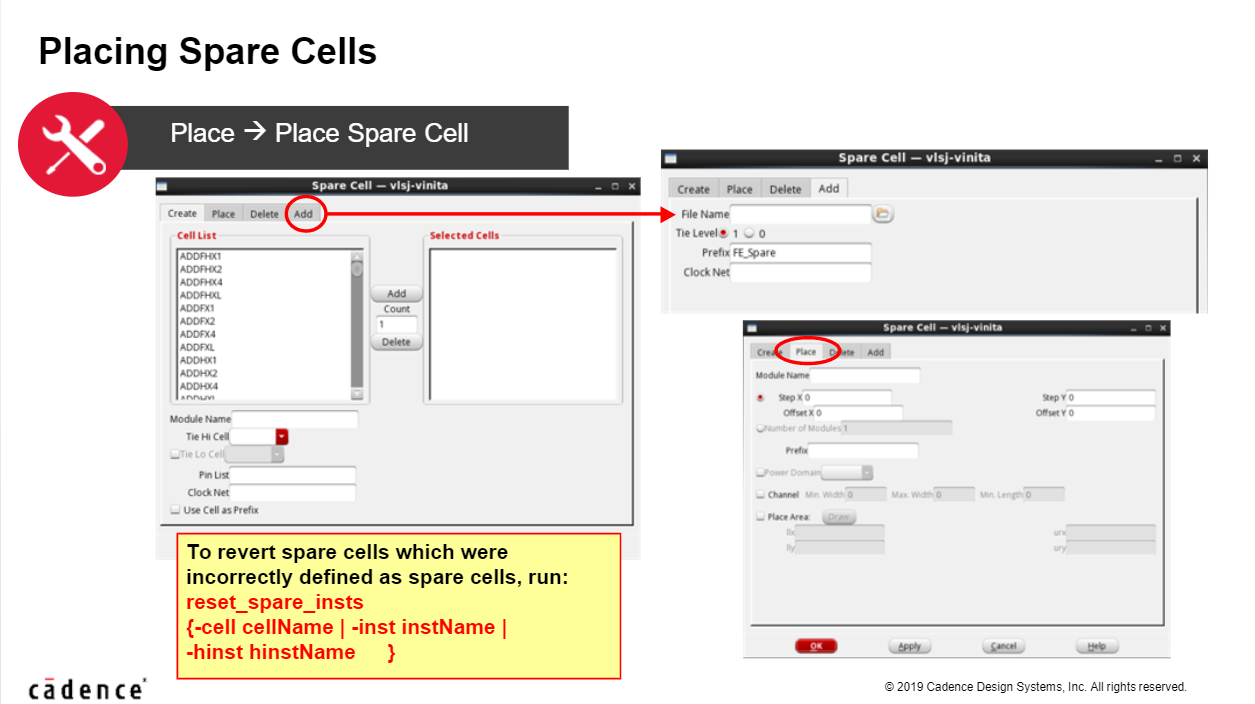 Placing Spare Cells
Place → Place Spare Cell
Spare Cell — vlsj-vinita
Create Place Delete Add
Cell List
ADDFHX1
ADDFHX2
ADDFHX4
ADDFHXL
ADDFX1
ADDFX2
ADDFX4
ADDFXL
ADDHX1
ADDHX2
ADDHX4
Add
Count
1
Delete
Selected Cells
Module Name
Tie Hi Cell
Tie Lo Cell
Pin List
Clock Net
Use Cell as Prefix
Spare Cell — vlsj-vinita
Create Place Delete Add
File Name
Tie Level 1 0
Prefix FE_Spare
Clock Net
Spare Cell — vlsj-vinita
Create Place Delete Add
Module Name
Step X 0 Step Y 0
Offset X 0 Offset Y 0
Number of Modules 1
Prefix
Power Domain
Channel Min. Width 0 Max. Width 0 Min. Length 0
Place Area: Draw
llx urx
lly ury
OK Apply Cancel Help
To revert spare cells which were
incorrectly defined as spare cells, run:
reset_spare_insts
{-cell cellName | -inst instName |
-hinst hinstName }
cādence
© 2019 Cadence Design Systems, Inc. All rights reserved.